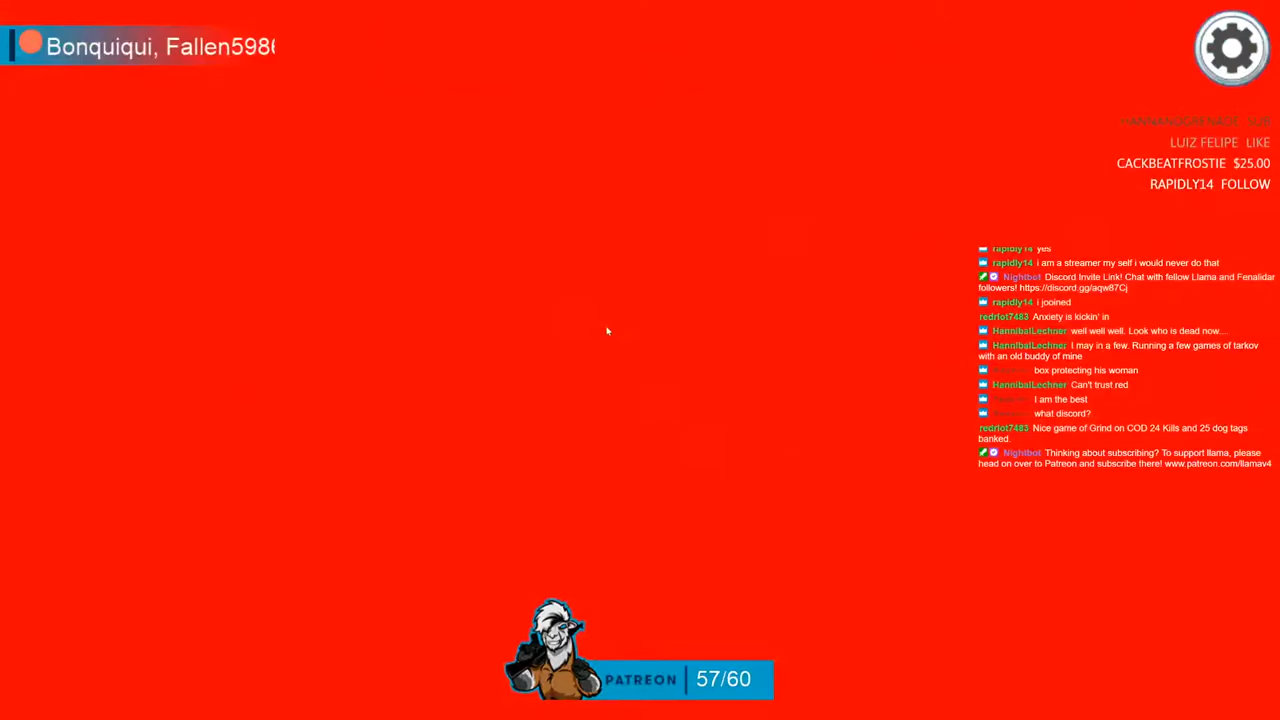 Bonquiqui, Fallen5986
HANNANOGRENADE SUB
LUIZ FELIPE LIKE
CACKBEATFROSTIE $25.00
RAPIDLY14 FOLLOW
rapidly14 yes
rapidly14 i am a streamer my self i would never do that
Nightbot Discord Invite Link! Chat with fellow Llama and Fenalidar
followers! https://discord.gg/aqw87Cj
rapidly14 i jooined
redriot7483 Anxiety is kickin' in
HannibalLechner well well well. Look who is dead now...
HannibalLechner I may in a few. Running a few games of tarkov
with an old buddy of mine
box protecting his woman
HannibalLechner Can't trust red
I am the best
what discord?
redriot7483 Nice game of Grind on COD 24 Kills and 25 dog tags
banked.
Nightbot Thinking about subscribing? To support llama, please
head on over to Patreon and subscribe there! www.patreon.com/llamav4
PATREON 57/60